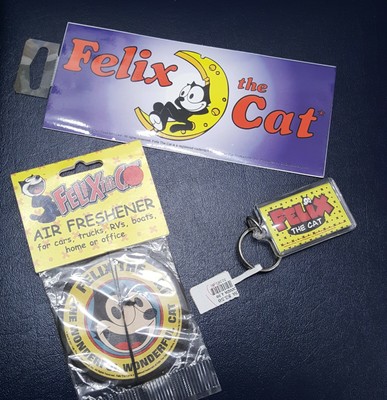 Felix
the
Cat
FELIX THE CAT
AIR FRESHENER
for cars, trucks, RVs, boats,
home or office.
FELIX THE
THE WONDERFUL
WONDERFUL CAT
FELIX
THE CAT